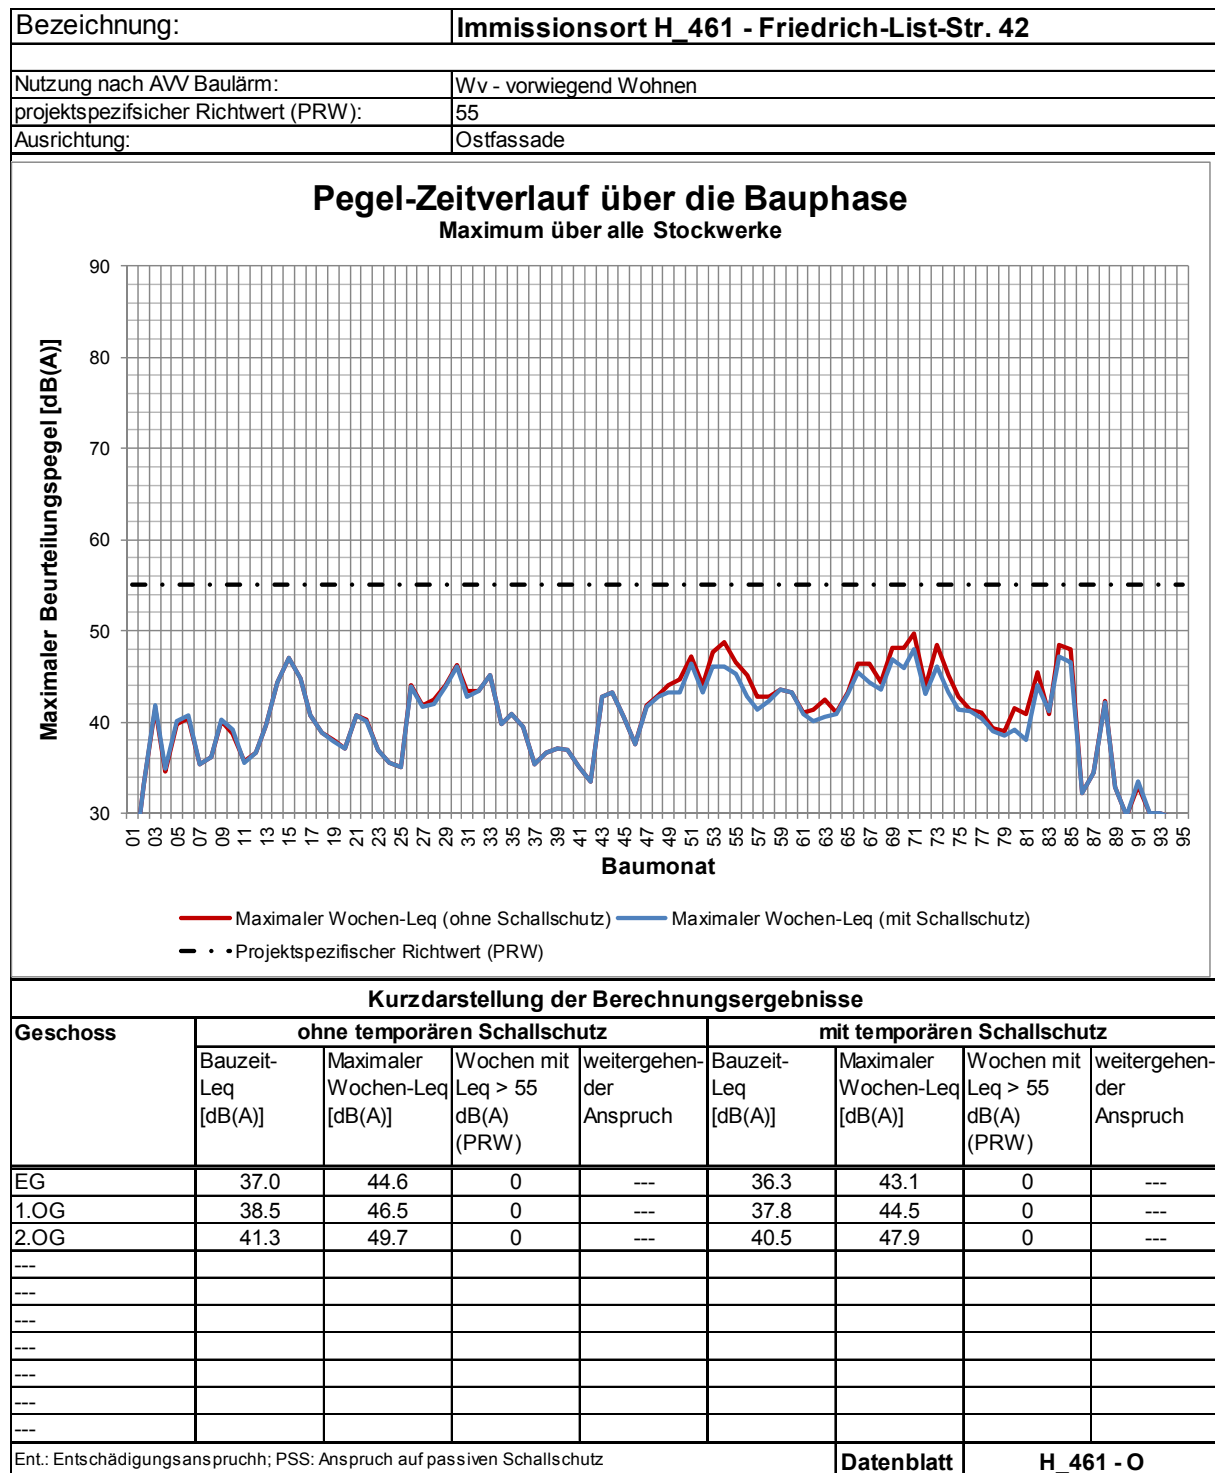 Bezeichnung: Immissionsort H_461 - Friedrich-List-Str. 42
Nutzung nach AVV Baulärm: Wv - vorwiegend Wohnen
projektspezifsicher Richtwert (PRW): 55
Ausrichtung: Ostfassade
Pegel-Zeitverlauf über die Bauphase
Maximum über alle Stockwerke
Maximaler Beurteilungspegel [dB(A)]
90
80
70
60
50
40
30
01 03 05 07 09 11 13 15 17 19 21 23 25 27 29 31 33 35 37 39 41 43 45 47 49 51 53 55 57 59 61 63 65 67 69 71 73 75 77 79 81 83 85 87 89 91 93 95
Baumonat
Maximaler Wochen-Leq (ohne Schallschutz) Maximaler Wochen-Leq (mit Schallschutz)
Projektspezifischer Richtwert (PRW)
Kurzdarstellung der Berechnungsergebnisse
Geschoss ohne temporären Schallschutz mit temporären Schallschutz
Bauzeit- Maximaler Wochen mit weitergehen- Bauzeit- Maximaler Wochen mit weitergehen-
Leq Wochen-Leq Leq > 55 der Leq Wochen-Leq Leq > 55 der
[dB(A)] [dB(A)] dB(A) Anspruch [dB(A)] [dB(A)] dB(A) Anspruch
(PRW) (PRW)
EG 37.0 44.6 0 --- 36.3 43.1 0 ---
1.OG 38.5 46.5 0 --- 37.8 44.5 0 ---
2.OG 41.3 49.7 0 --- 40.5 47.9 0 ---
---
---
---
---
---
---
---
Ent.: Entschädigungsanspruchh; PSS: Anspruch auf passiven Schallschutz Datenblatt H_461 - O